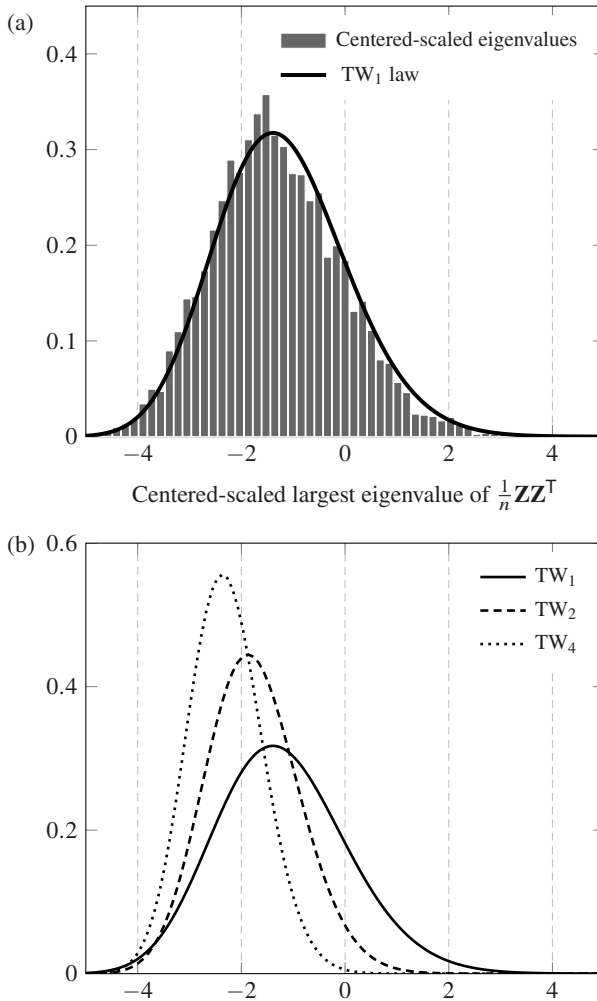 (a)
Centered-scaled eigenvalues
TW₁ law
0.4
0.3
0.2
0.1
0
−4 −2 0 2 4
Centered-scaled largest eigenvalue of 1/n ZZᵀ
(b)
TW₁
TW₂
TW₄
0.6
0.4
0.2
0
−4 −2 0 2 4